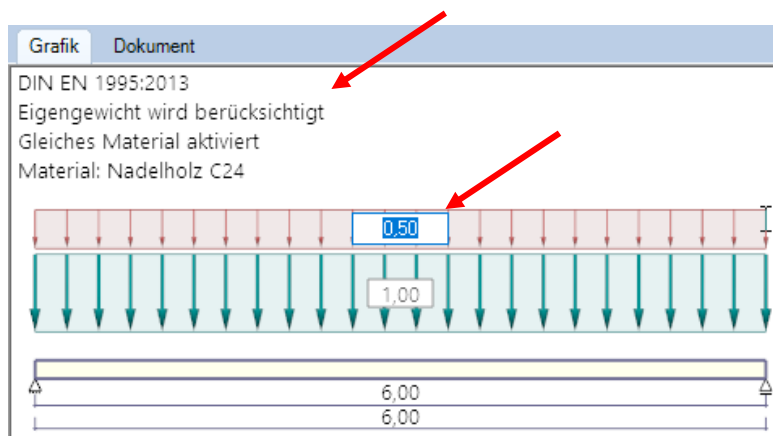 Grafik Dokument
DIN EN 1995:2013
Eigengewicht wird berücksichtigt
Gleiches Material aktiviert
Material: Nadelholz C24
0,50
1,00
6,00
6,00